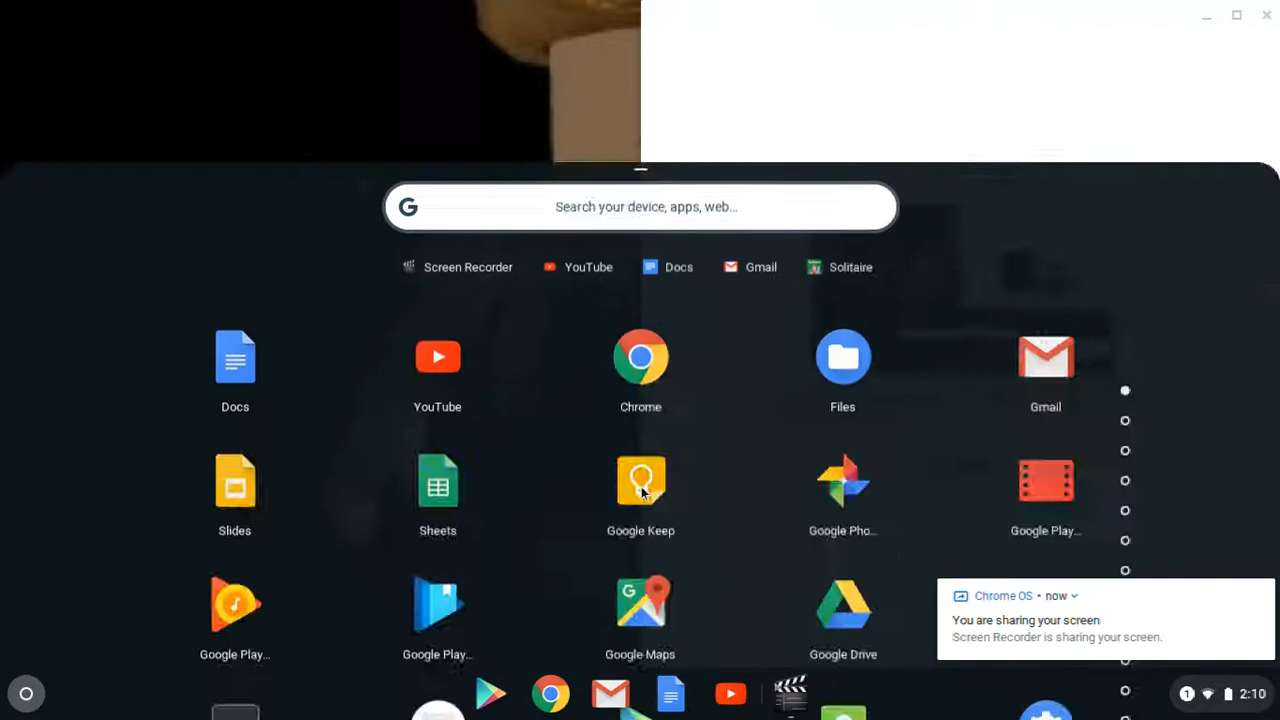 Search your device, apps, web...
Screen Recorder YouTube Docs Gmail Solitaire
Docs YouTube Chrome Files Gmail
Slides Sheets Google Keep Google Pho... Google Play...
Google Play... Google Play... Google Maps Google Drive
Chrome OS • now
You are sharing your screen
Screen Recorder is sharing your screen.
1 2:10